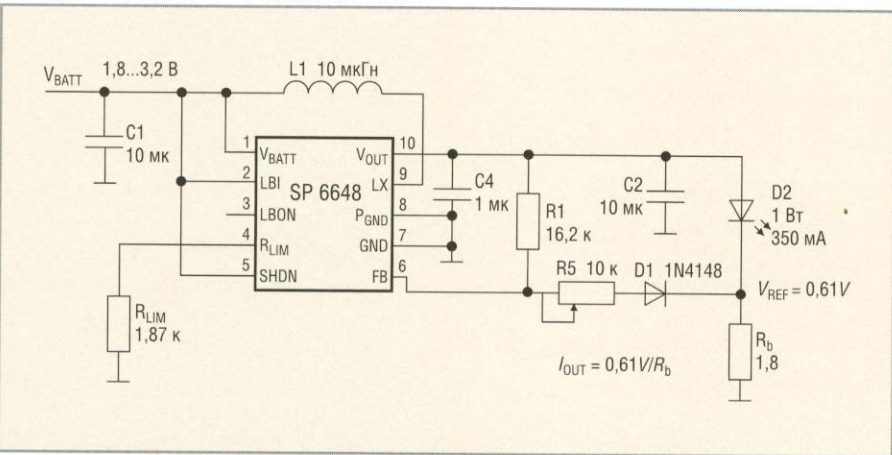 V_BATT 1,8...3,2 В
L1 10 мкГн
C1
10 мк
1 V_BATT
2 LBI
3 LBON
4 R_LIM
5 SHDN
SP 6648
V_OUT 10
LX 9
P_GND 8
GND 7
FB 6
C4
1 мк
R1
16,2 к
C2
10 мк
D2
1 Вт
350 мА
R5 10 к
D1 1N4148
V_REF = 0,61V
R_LIM
1,87 к
R_b
1,8
I_OUT = 0,61V/R_b